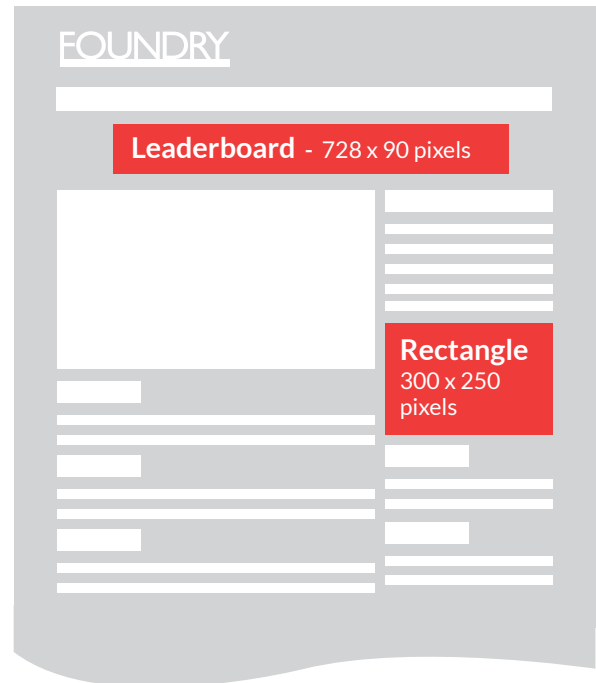 FOUNDRY
Leaderboard - 728 x 90 pixels
Rectangle
300 x 250
pixels